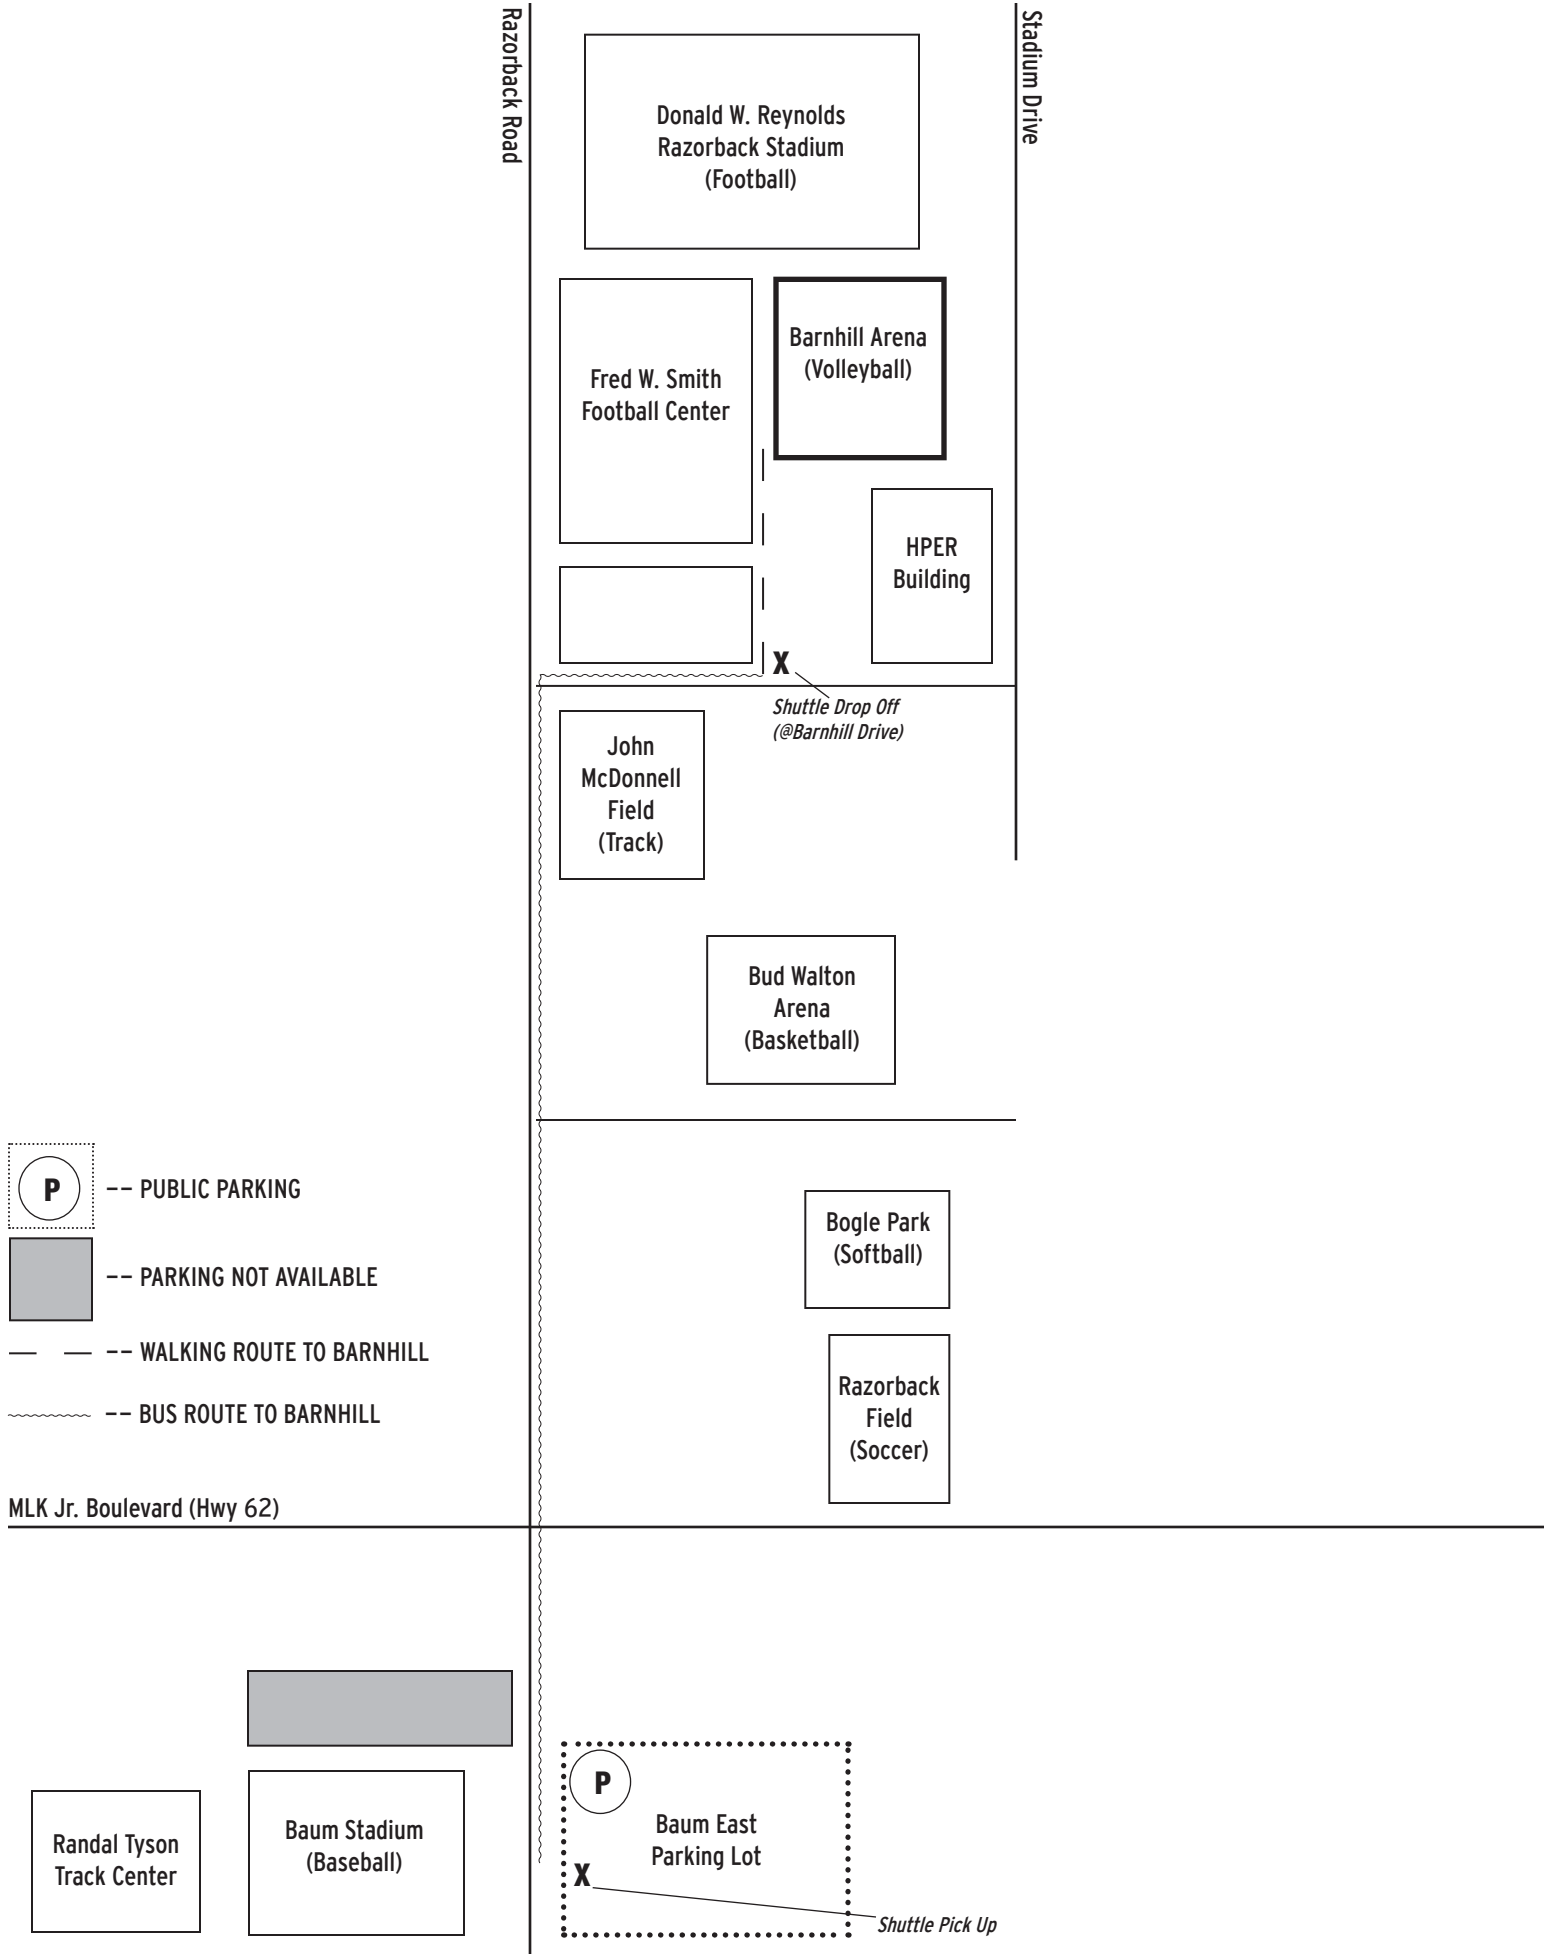 Razorback Road
Stadium Drive
Donald W. Reynolds
Razorback Stadium
(Football)
Fred W. Smith
Football Center
Barnhill Arena
(Volleyball)
HPER
Building
X
Shuttle Drop Off
(@Barnhill Drive)
John
McDonnell
Field
(Track)
Bud Walton
Arena
(Basketball)
P
-- PUBLIC PARKING
-- PARKING NOT AVAILABLE
-- WALKING ROUTE TO BARNHILL
-- BUS ROUTE TO BARNHILL
Bogle Park
(Softball)
Razorback
Field
(Soccer)
MLK Jr. Boulevard (Hwy 62)
Randal Tyson
Track Center
Baum Stadium
(Baseball)
P
Baum East
Parking Lot
X
Shuttle Pick Up